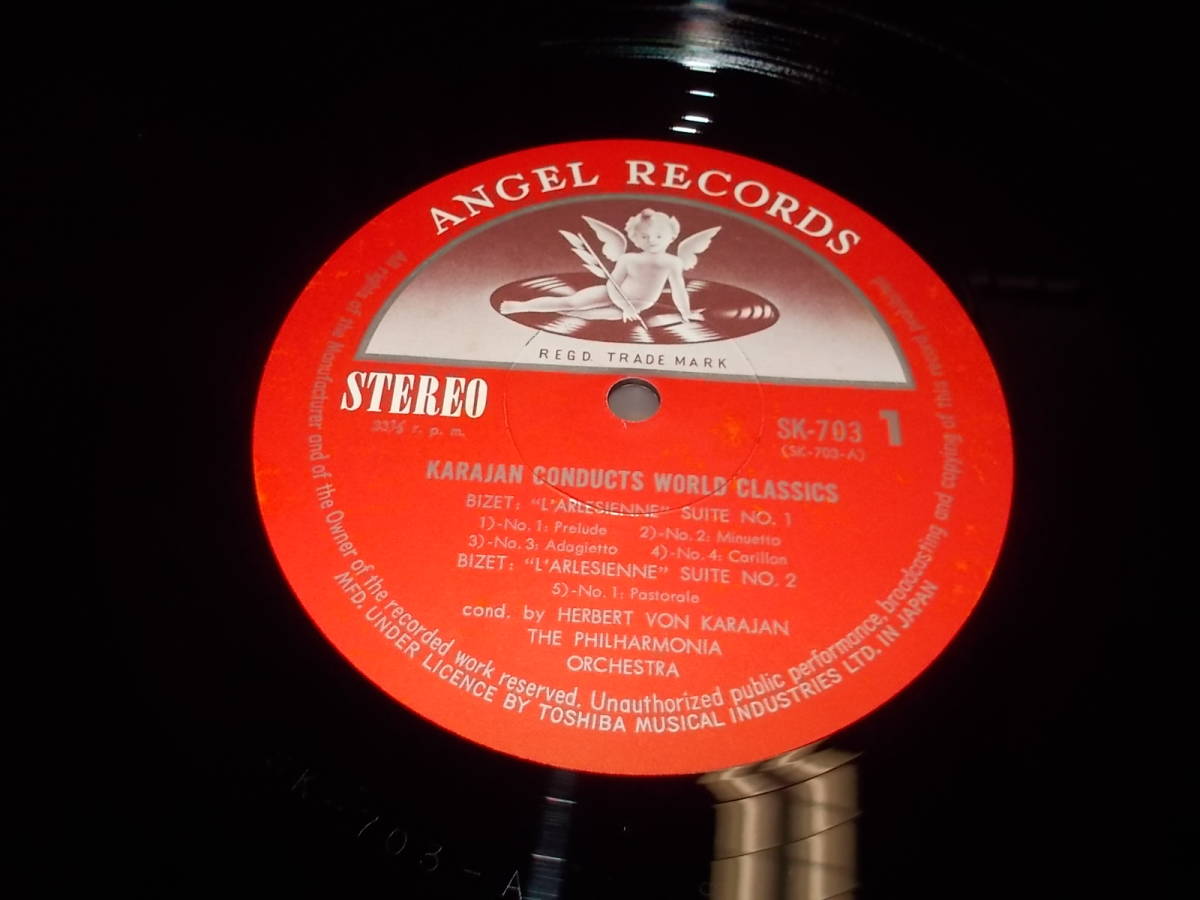 ANGEL RECORDS
REGD. TRADE MARK
STEREO
33⅓ r. p. m.
SK-703 1
(SK-703-A)
KARAJAN CONDUCTS WORLD CLASSICS
BIZET: "L'ARLESIENNE" SUITE NO. 1
1)-No. 1: Prelude 2)-No. 2: Minuetto
3)-No. 3: Adagietto 4)-No. 4: Carillon
BIZET: "L'ARLESIENNE" SUITE NO. 2
5)-No. 1: Pastorale
cond. by HERBERT VON KARAJAN
THE PHILHARMONIA
ORCHESTRA
All rights of the Manufacturer and of the Owner of the recorded work reserved. Unauthorized public performance, broadcasting and copying of this record prohibited
MFD. UNDER LICENCE BY TOSHIBA MUSICAL INDUSTRIES LTD. IN JAPAN
K-703-A